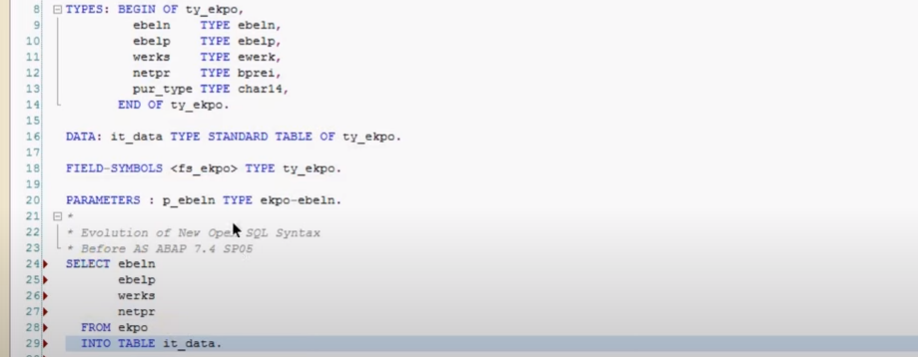 8 TYPES: BEGIN OF ty_ekpo,
9 ebeln TYPE ebeln,
10 ebelp TYPE ebelp,
11 werks TYPE ewerk,
12 netpr TYPE bprei,
13 pur_type TYPE char14,
14 END OF ty_ekpo.
15
16 DATA: it_data TYPE STANDARD TABLE OF ty_ekpo.
17
18 FIELD-SYMBOLS <fs_ekpo> TYPE ty_ekpo.
19
20 PARAMETERS : p_ebeln TYPE ekpo-ebeln.
21 *
22 * Evolution of New Open SQL Syntax
23 * Before AS ABAP 7.4 SP05
24 SELECT ebeln
25 ebelp
26 werks
27 netpr
28 FROM ekpo
29 INTO TABLE it_data.